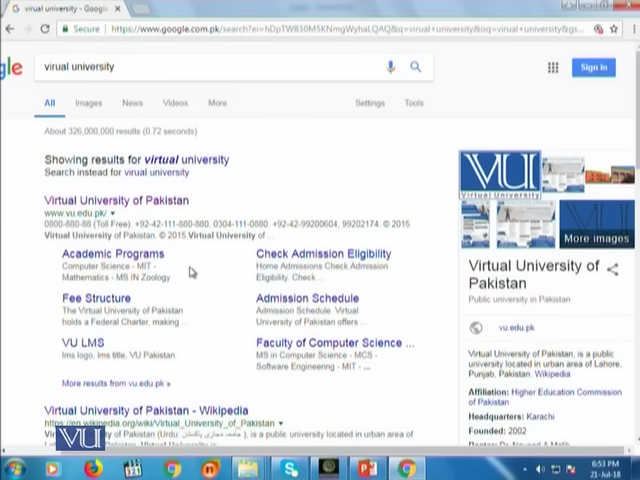 virual university - Google
Secure
https://www.google.com.pk/search?
gle
virual university
Sign in
All Images News Videos More Settings Tools
About 326,000,000 results (0.72 seconds)
Showing results for virtual university
Search instead for virual university
Virtual University of Pakistan
www.vu.edu.pk/
0800-880-88 (Toll Free) +92-42-111-880-880, 0304-111-0880. +92-42-99200604, 99202174. © 2015
Virtual University of Pakistan. © 2015 Virtual University of ...
Academic Programs
Computer Science - MIT -
Mathematics - MS IN Zoology
Check Admission Eligibility
Home Admissions Check Admission
Eligibility. Check ...
Fee Structure
The Virtual University of Pakistan
holds a Federal Charter, making ...
Admission Schedule
Admission Schedule. Virtual
University of Pakistan offers ...
VU LMS
lms logo, lms title, VU Pakistan.
Faculty of Computer Science ...
MS in Computer Science - MCS -
Software Engineering - MIT - ...
More results from vu.edu.pk »
Virtual University of Pakistan - Wikipedia
https://en.wikipedia.org/wiki/Virtual_University_of_Pakistan
of Pakistan (Urdu: جامعہ مجازی پاکستان), is a public university located in urban area of
VU
VU
Virtual University
More images
Virtual University of
Pakistan
Public university in Pakistan
vu.edu.pk
Virtual University of Pakistan, is a public
university located in urban area of Lahore,
Punjab, Pakistan. Wikipedia
Affiliation: Higher Education Commission
of Pakistan
Headquarters: Karachi
Founded: 2002
VU
6:53 PM
21-Jul-18